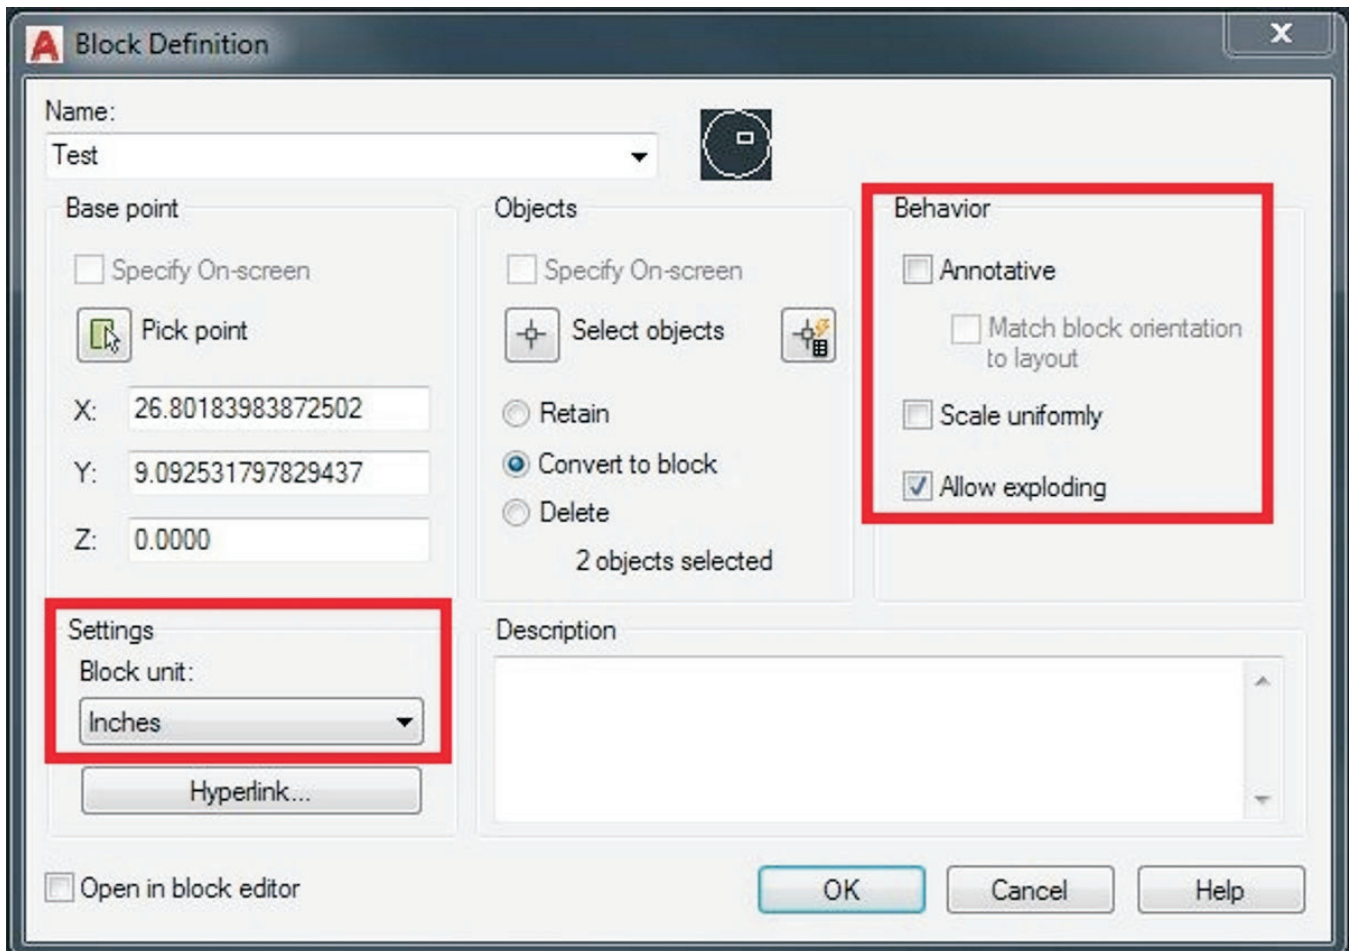 Block Definition
Name:
Test
Base point
Specify On-screen
Pick point
X: 26.80183983872502
Y: 9.092531797829437
Z: 0.0000
Objects
Specify On-screen
Select objects
Retain
Convert to block
Delete
2 objects selected
Behavior
Annotative
Match block orientation
to layout
Scale uniformly
Allow exploding
Settings
Block unit:
Inches
Hyperlink...
Description
Open in block editor
OK
Cancel
Help